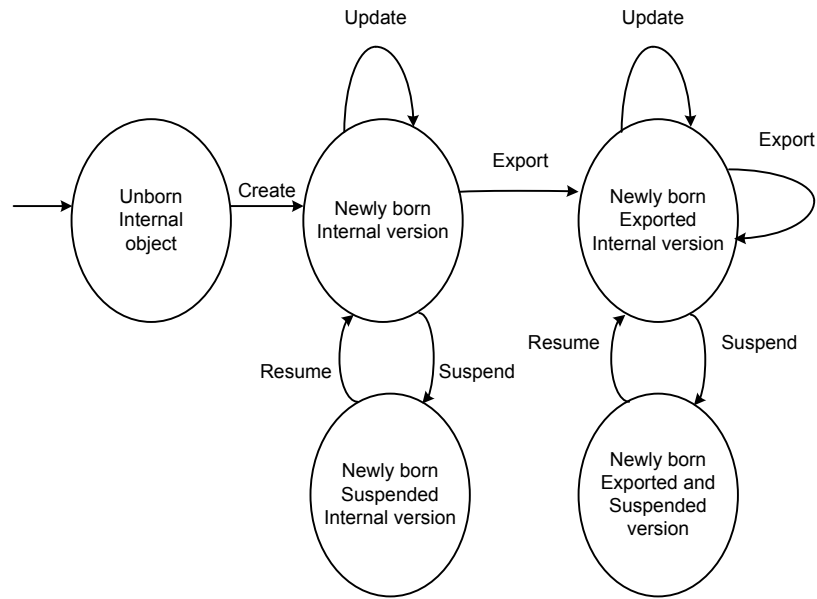 Update
Update
Export
Export
Create
Unborn
Internal
object
Newly born
Internal version
Newly born
Exported
Internal version
Resume
Suspend
Resume
Suspend
Newly born
Suspended
Internal version
Newly born
Exported and
Suspended
version